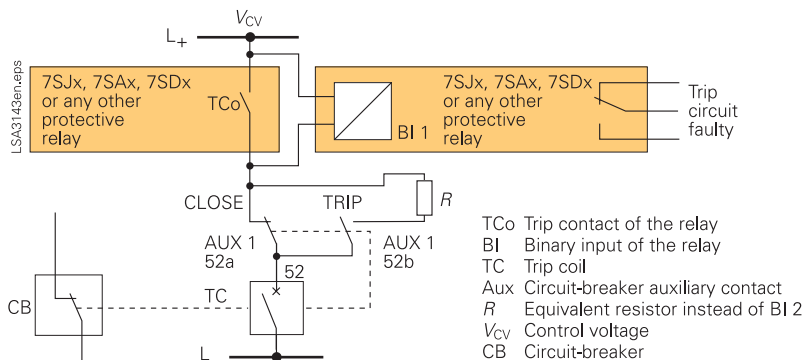 V_CV
L+
LSA3143en.eps
7SJx, 7SAx, 7SDx
or any other
protective
relay
TCo
BI 1
7SJx, 7SAx, 7SDx
or any other
protective
relay
Trip
circuit
faulty
CLOSE
TRIP
R
AUX 1
52a
AUX 1
52b
52
CB
TC
L
TCo Trip contact of the relay
BI Binary input of the relay
TC Trip coil
Aux Circuit-breaker auxiliary contact
R Equivalent resistor instead of BI 2
V_CV Control voltage
CB Circuit-breaker